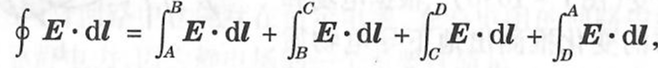 ∮ E · dl = ∫_A^B E · dl + ∫_B^C E · dl + ∫_C^D E · dl + ∫_D^A E · dl,